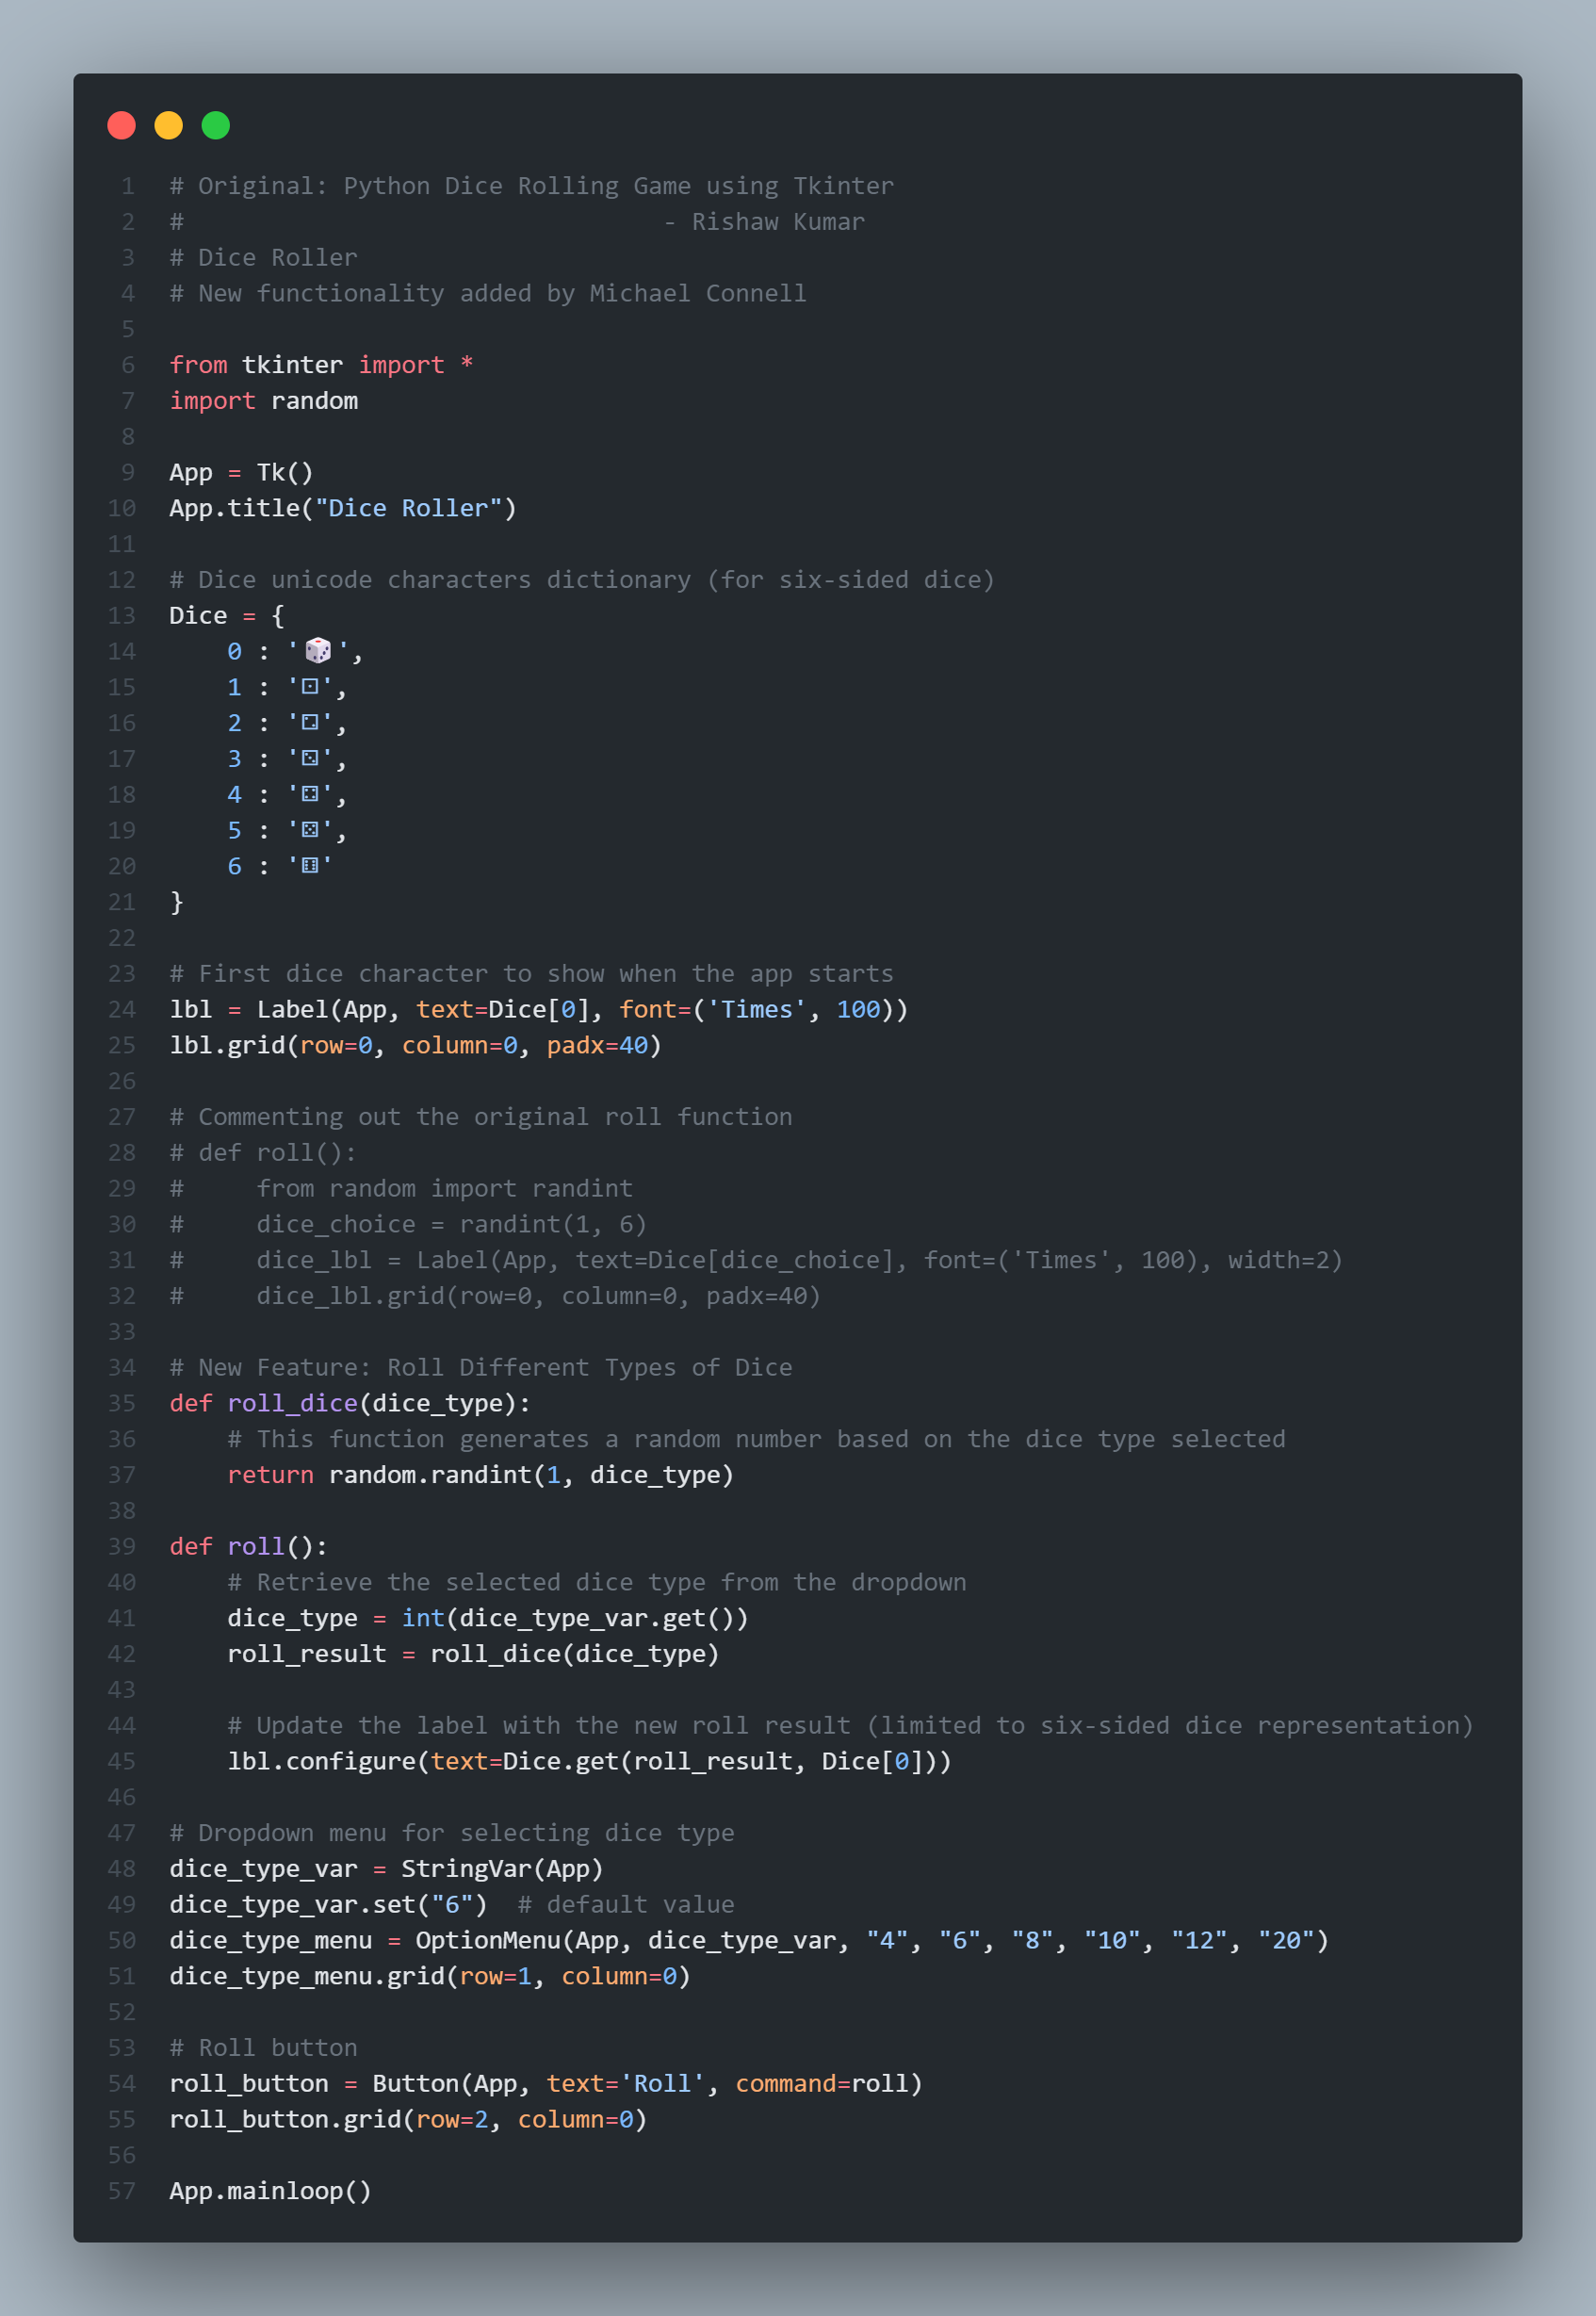 1 # Original: Python Dice Rolling Game using Tkinter
2 #                                 - Rishaw Kumar
3 # Dice Roller
4 # New functionality added by Michael Connell
5
6 from tkinter import *
7 import random
8
9 App = Tk()
10 App.title("Dice Roller")
11
12 # Dice unicode characters dictionary (for six-sided dice)
13 Dice = {
14     0 : '🎲',
15     1 : '⚀',
16     2 : '⚁',
17     3 : '⚂',
18     4 : '⚃',
19     5 : '⚄',
20     6 : '⚅'
21 }
22
23 # First dice character to show when the app starts
24 lbl = Label(App, text=Dice[0], font=('Times', 100))
25 lbl.grid(row=0, column=0, padx=40)
26
27 # Commenting out the original roll function
28 # def roll():
29 #     from random import randint
30 #     dice_choice = randint(1, 6)
31 #     dice_lbl = Label(App, text=Dice[dice_choice], font=('Times', 100), width=2)
32 #     dice_lbl.grid(row=0, column=0, padx=40)
33
34 # New Feature: Roll Different Types of Dice
35 def roll_dice(dice_type):
36     # This function generates a random number based on the dice type selected
37     return random.randint(1, dice_type)
38
39 def roll():
40     # Retrieve the selected dice type from the dropdown
41     dice_type = int(dice_type_var.get())
42     roll_result = roll_dice(dice_type)
43
44     # Update the label with the new roll result (limited to six-sided dice representation)
45     lbl.configure(text=Dice.get(roll_result, Dice[0]))
46
47 # Dropdown menu for selecting dice type
48 dice_type_var = StringVar(App)
49 dice_type_var.set("6")  # default value
50 dice_type_menu = OptionMenu(App, dice_type_var, "4", "6", "8", "10", "12", "20")
51 dice_type_menu.grid(row=1, column=0)
52
53 # Roll button
54 roll_button = Button(App, text='Roll', command=roll)
55 roll_button.grid(row=2, column=0)
56
57 App.mainloop()